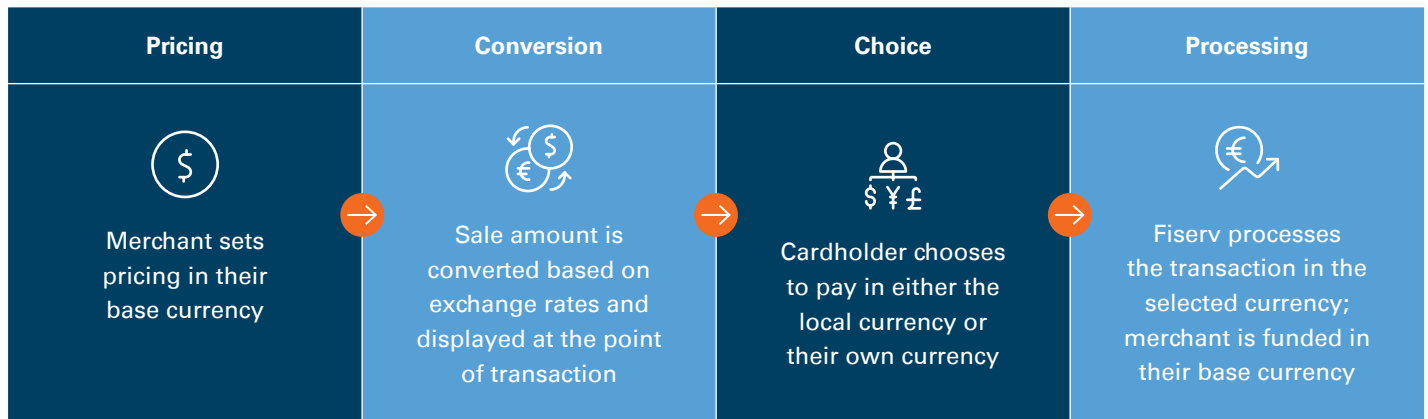 Pricing
Conversion
Choice
Processing
$
$
€
$ ¥ £
€
Merchant sets
pricing in their
base currency
Sale amount is
converted based on
exchange rates and
displayed at the point
of transaction
Cardholder chooses
to pay in either the
local currency or
their own currency
Fiserv processes
the transaction in the
selected currency;
merchant is funded in
their base currency